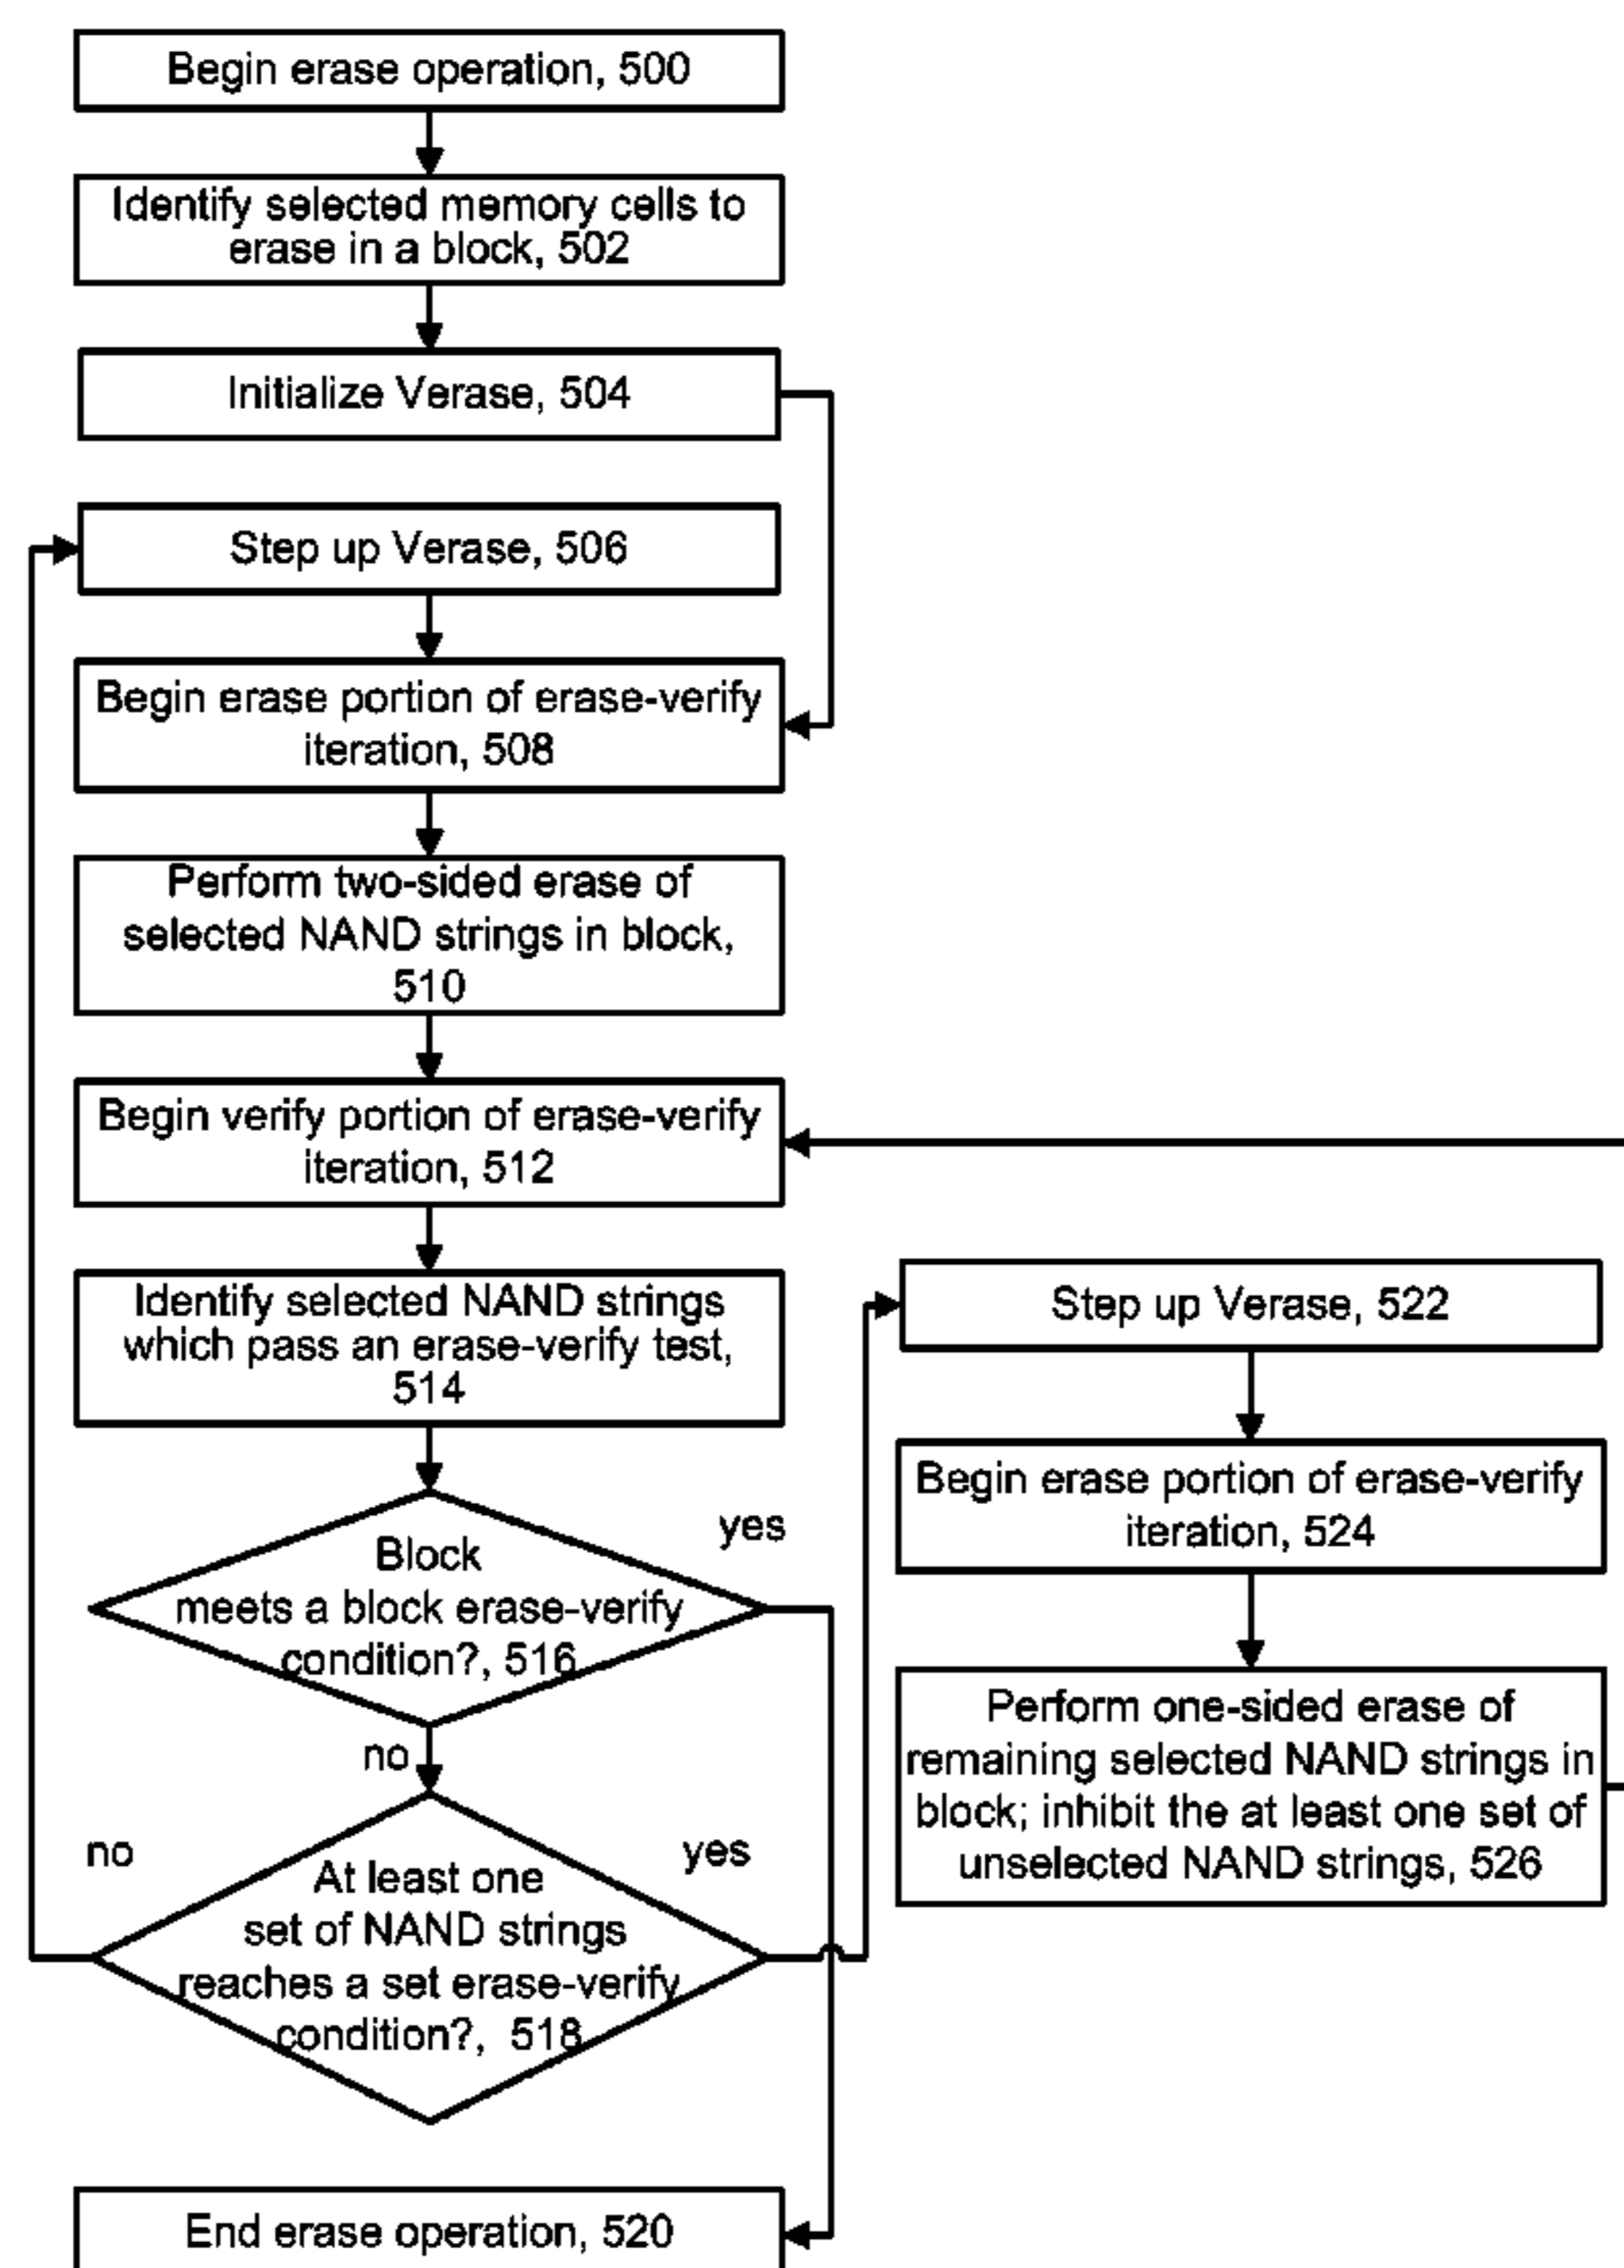 Begin erase operation, 500
Identify selected memory cells to
erase in a block, 502
Initialize Verase, 504
Step up Verase, 506
Begin erase portion of erase-verify
iteration, 508
Perform two-sided erase of
selected NAND strings in block,
510
Begin verify portion of erase-verify
iteration, 512
Identify selected NAND strings
which pass an erase-verify test,
514
Block
meets a block erase-verify
condition?, 516
yes
no
At least one
set of NAND strings
reaches a set erase-verify
condition?, 518
no
yes
End erase operation, 520
Step up Verase, 522
Begin erase portion of erase-verify
iteration, 524
Perform one-sided erase of
remaining selected NAND strings in
block; inhibit the at least one set of
unselected NAND strings, 526